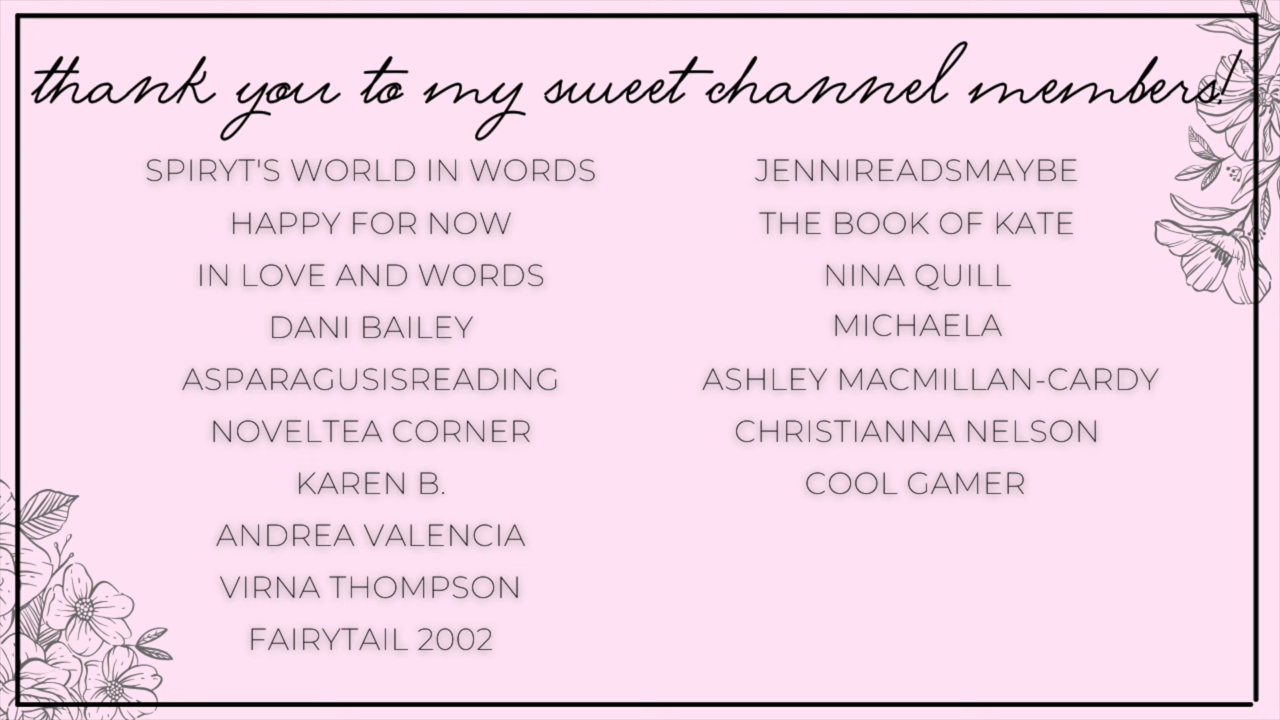 thank you to my sweet channel members!
SPIRYT'S WORLD IN WORDS
HAPPY FOR NOW
IN LOVE AND WORDS
DANI BAILEY
ASPARAGUSISREADING
NOVELTEA CORNER
KAREN B.
ANDREA VALENCIA
VIRNA THOMPSON
FAIRYTAIL 2002
JENNIREADSMAYBE
THE BOOK OF KATE
NINA QUILL
MICHAELA
ASHLEY MACMILLAN-CARDY
CHRISTIANNA NELSON
COOL GAMER